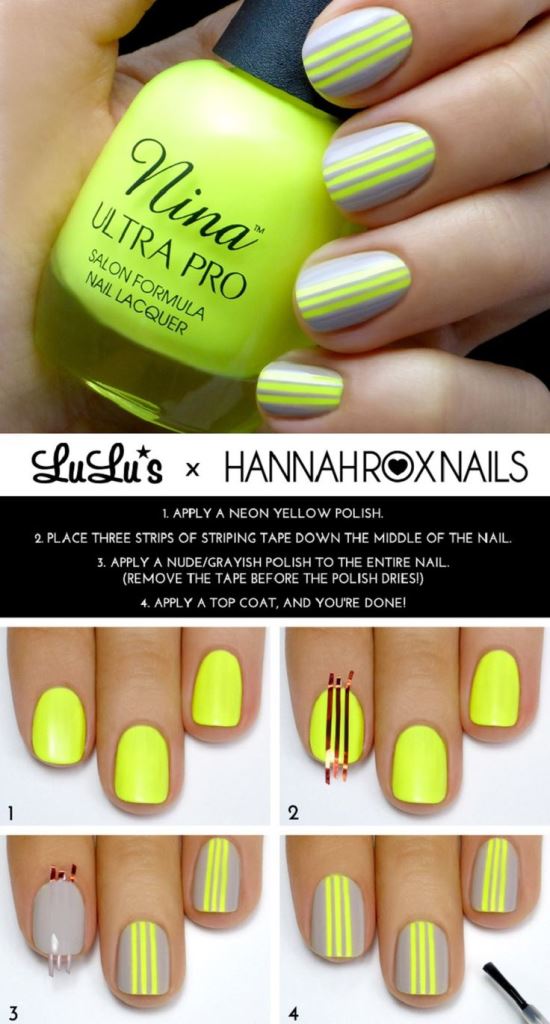 Nina™
ULTRA PRO
SALON FORMULA
NAIL LACQUER
LuLu*s x HANNAHROXNAILS
1. APPLY A NEON YELLOW POLISH.
2. PLACE THREE STRIPS OF STRIPING TAPE DOWN THE MIDDLE OF THE NAIL.
3. APPLY A NUDE/GRAYISH POLISH TO THE ENTIRE NAIL.
(REMOVE THE TAPE BEFORE THE POLISH DRIES!)
4. APPLY A TOP COAT, AND YOU'RE DONE!
1
2
3
4